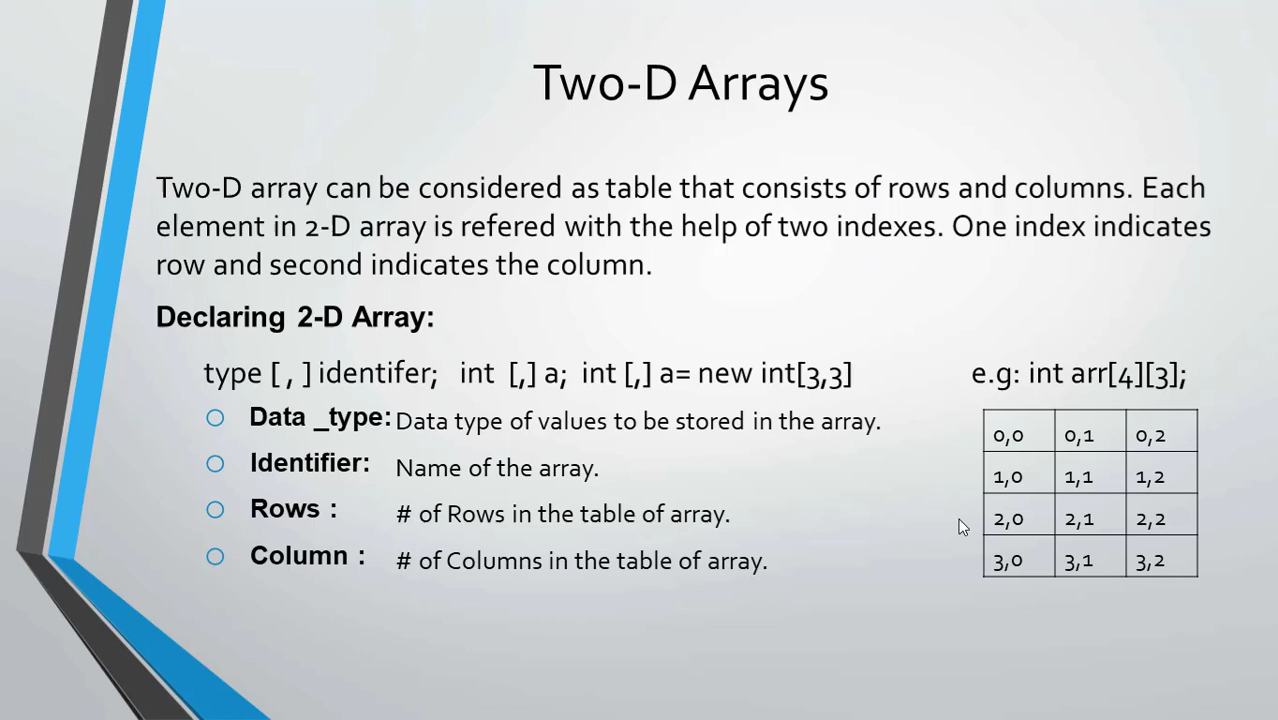 Two-D Arrays
Two-D array can be considered as table that consists of rows and columns. Each
element in 2-D array is refered with the help of two indexes. One index indicates
row and second indicates the column.
Declaring 2-D Array:
type [ , ] identifer; int [,] a; int [,] a= new int[3,3]
e.g: int arr[4][3];
Data _type: Data type of values to be stored in the array.
Identifier: Name of the array.
Rows : # of Rows in the table of array.
Column : # of Columns in the table of array.
0,0 0,1 0,2
1,0 1,1 1,2
2,0 2,1 2,2
3,0 3,1 3,2